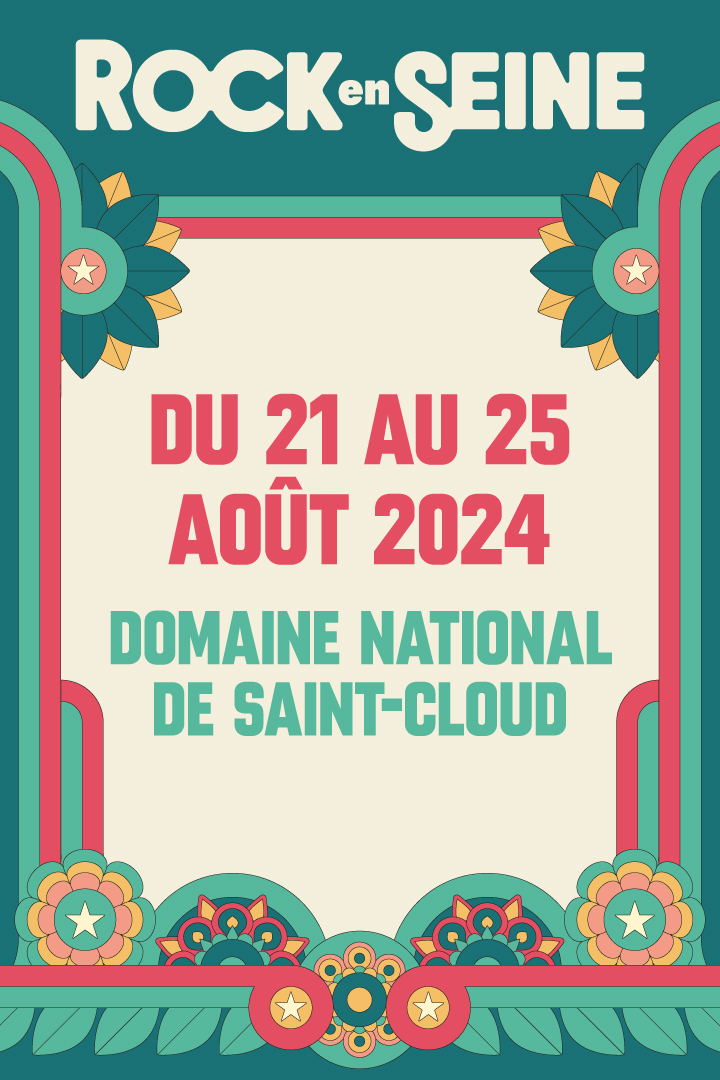 ROCK en SEINE
DU 21 AU 25
AOÛT 2024
DOMAINE NATIONAL
DE SAINT-CLOUD